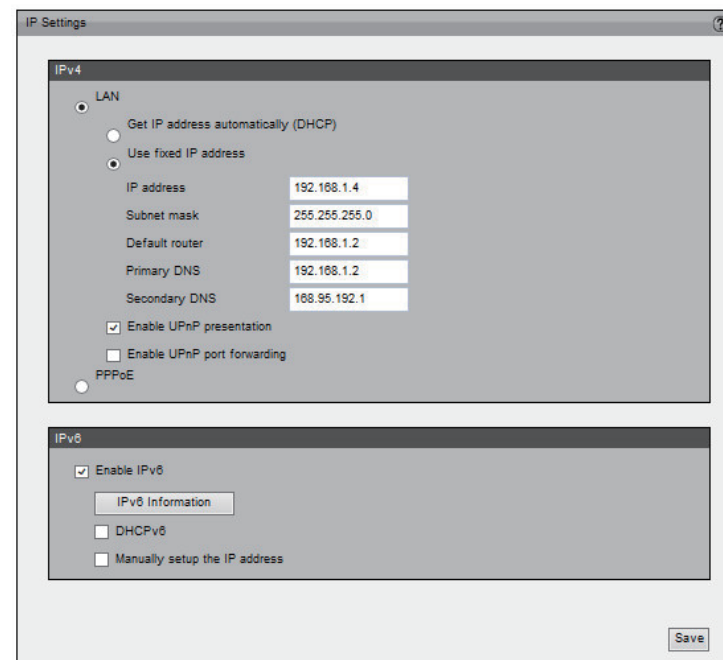 IP Settings
IPv4
LAN
Get IP address automatically (DHCP)
Use fixed IP address
IP address 192.168.1.4
Subnet mask 255.255.255.0
Default router 192.168.1.2
Primary DNS 192.168.1.2
Secondary DNS 168.95.192.1
Enable UPnP presentation
Enable UPnP port forwarding
PPPoE
IPv6
Enable IPv6
IPv6 Information
DHCPv6
Manually setup the IP address
Save